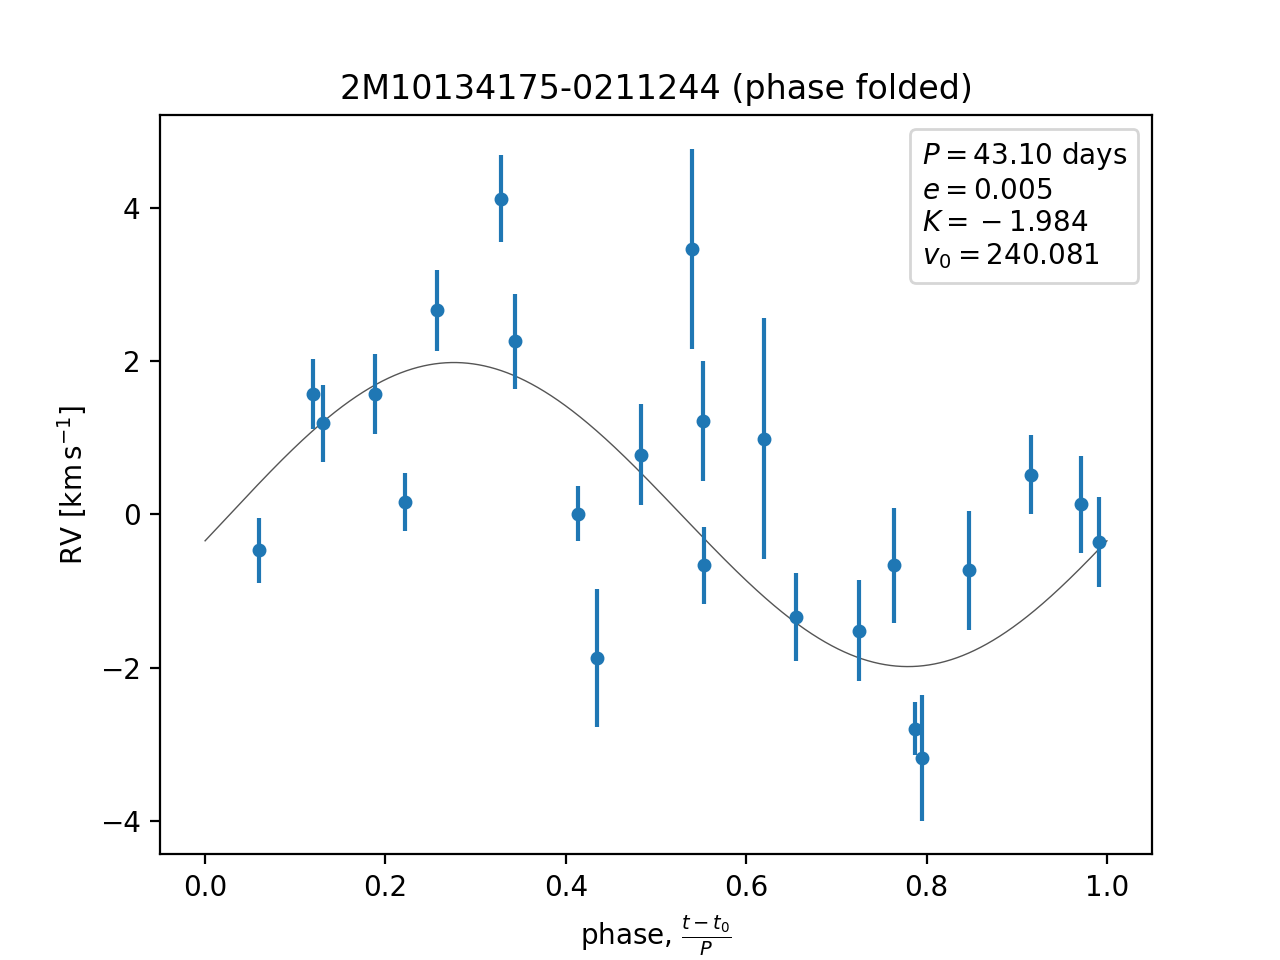 2M10134175-0211244 (phase folded)
P = 43.10 days
e = 0.005
K = −1.984
v₀ = 240.081
RV [km s⁻¹]
4
2
0
−2
−4
0.0 0.2 0.4 0.6 0.8 1.0
phase, (t − t₀)/P